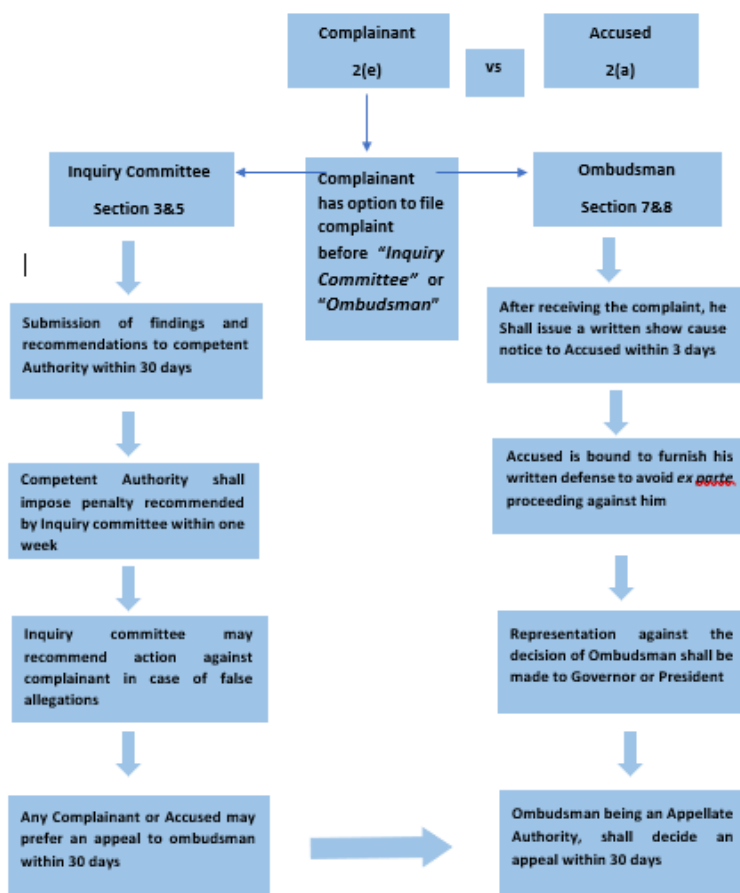 Complainant
2(e)
vs
Accused
2(a)
Inquiry Committee
Section 3&5
Complainant
has option to file
complaint
before “Inquiry
Committee” or
“Ombudsman”
Ombudsman
Section 7&8
Submission of findings and
recommendations to competent
Authority within 30 days
After receiving the complaint, he
Shall issue a written show cause
notice to Accused within 3 days
Competent Authority shall
impose penalty recommended
by Inquiry committee within one
week
Accused is bound to furnish his
written defense to avoid ex parte
proceeding against him
Inquiry committee may
recommend action against
complainant in case of false
allegations
Representation against the
decision of Ombudsman shall be
made to Governor or President
Any Complainant or Accused may
prefer an appeal to ombudsman
within 30 days
Ombudsman being an Appellate
Authority, shall decide an
appeal within 30 days